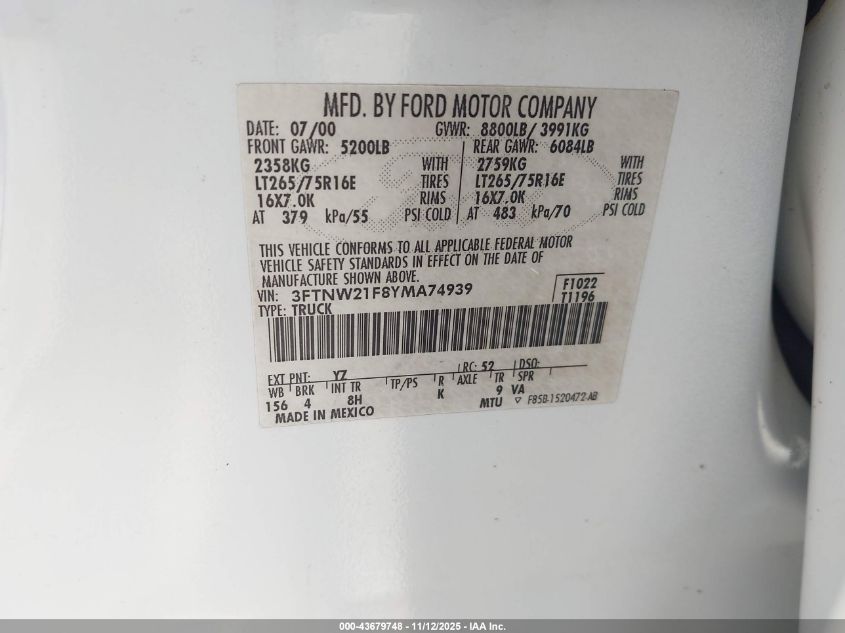 MFD. BY FORD MOTOR COMPANY
DATE: 07/00 GVWR: 8800LB/ 3991KG
FRONT GAWR: 5200LB REAR GAWR: 6084LB
2358KG WITH 2759KG WITH
LT265/75R16E TIRES LT265/75R16E TIRES
16X7.0K RIMS 16X7.0K RIMS
AT 379 kPa/55 PSI COLD AT 483 kPa/70 PSI COLD
THIS VEHICLE CONFORMS TO ALL APPLICABLE FEDERAL MOTOR
VEHICLE SAFETY STANDARDS IN EFFECT ON THE DATE OF
MANUFACTURE SHOWN ABOVE.
VIN: 3FTNW21F8YMA74939 F1022
TYPE: TRUCK T1196
EXT PNT: YZ RC: 52 DSO:
WB BRK INT TR TP/PS R AXLE TR SPR
156 4 8H K 9 VA
MADE IN MEXICO MTU ▽ F85B-1520472-AB
000-43679748 - 11/12/2025 - IAA Inc.